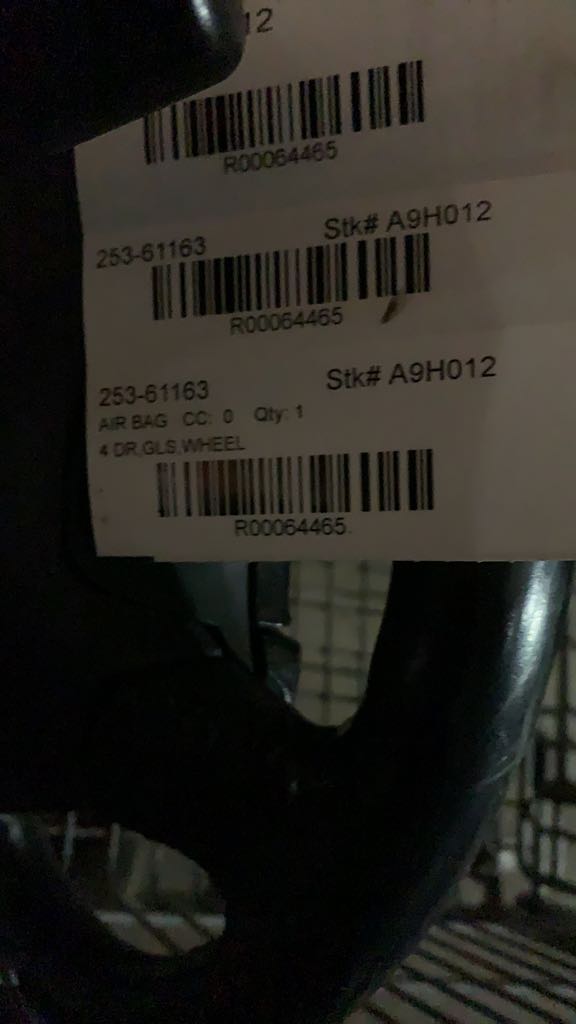 12
R00064465
253-61163 Stk# A9H012
R00064465
253-61163 Stk# A9H012
AIR BAG CC: 0 Qty: 1
4 DR,GLS,WHEEL
R00064465